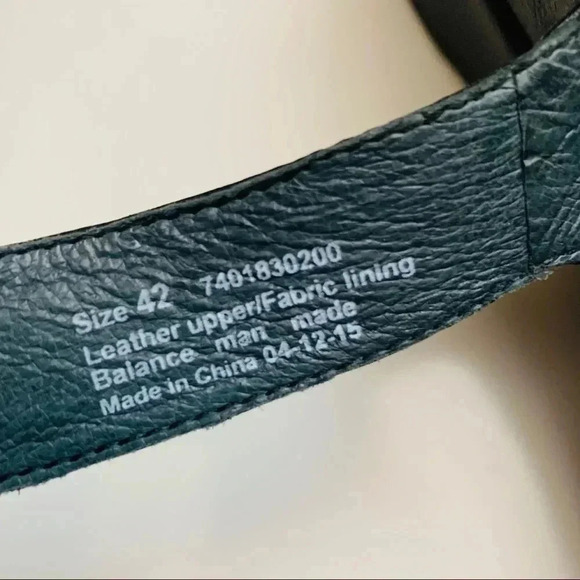 Size 42 7401830200
Leather upper/Fabric lining
Balance man made
Made in China 04-12-15